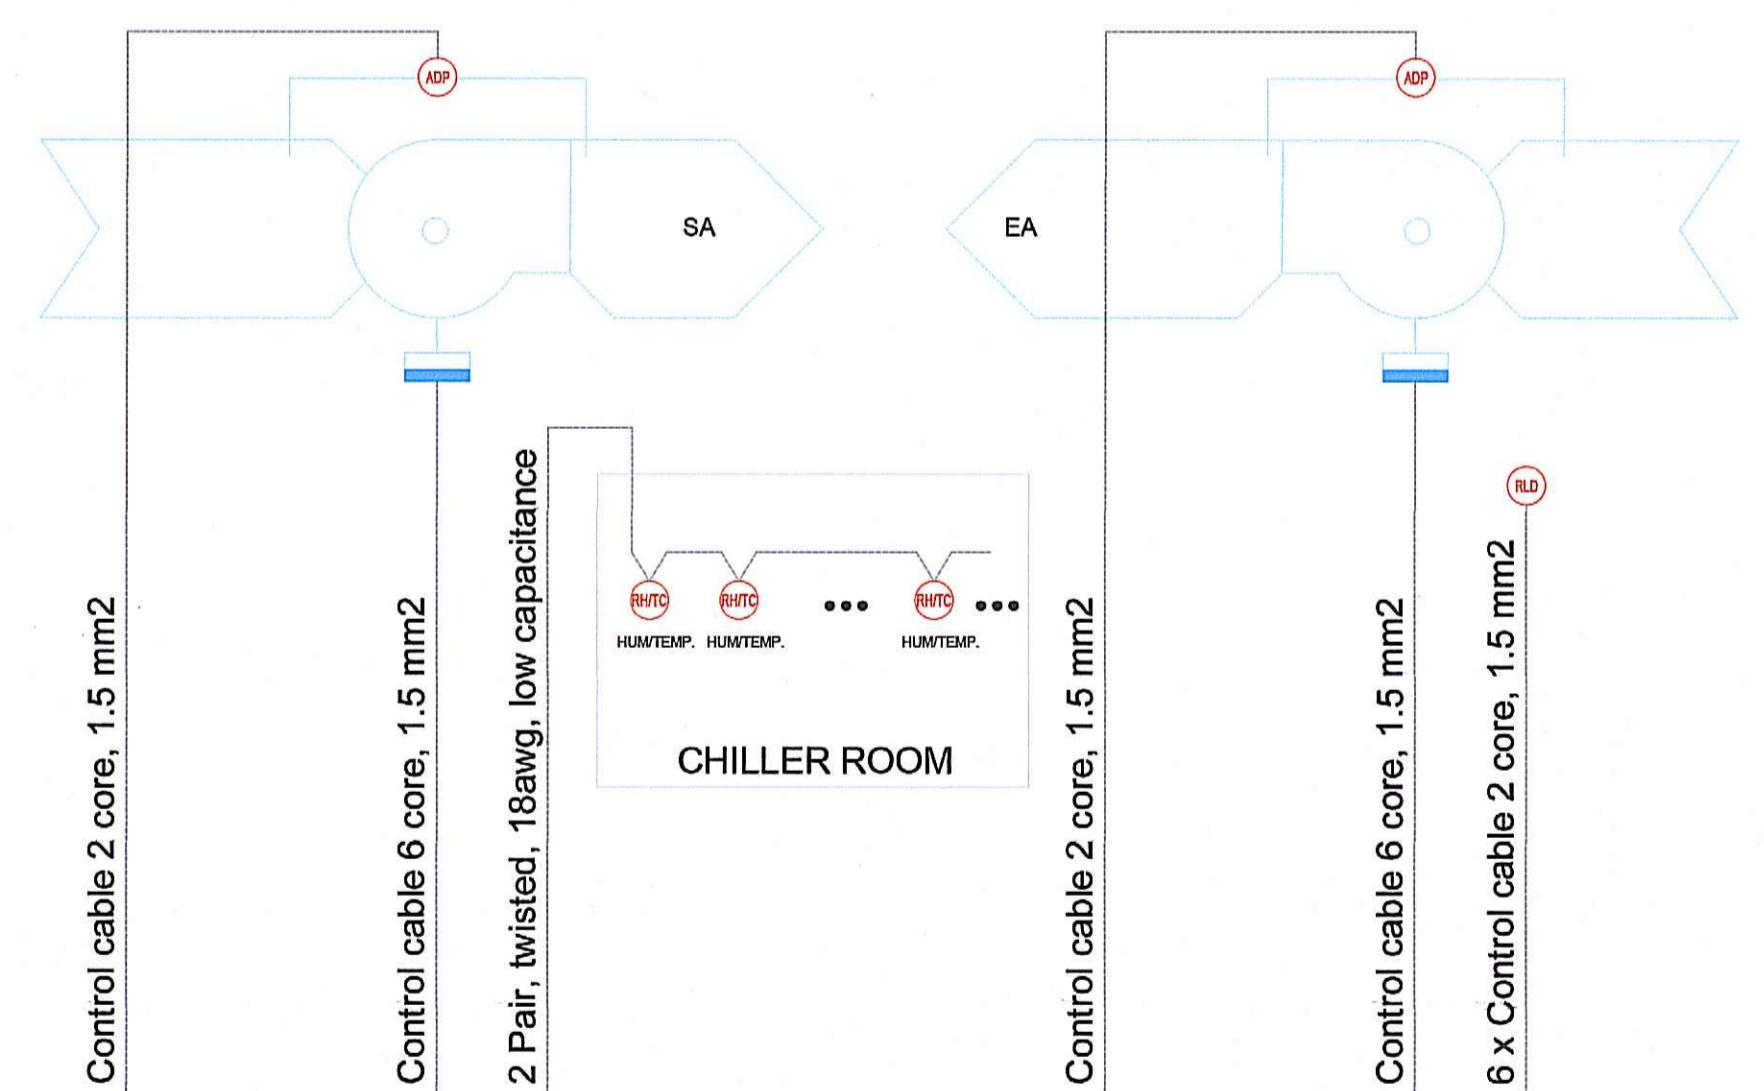 ADP
ADP
SA
EA
RLD
RH/TC
RH/TC
RH/TC
HUM/TEMP.
HUM/TEMP.
HUM/TEMP.
CHILLER ROOM
Control cable 2 core, 1.5 mm2
Control cable 6 core, 1.5 mm2
2 Pair, twisted, 18awg, low capacitance
Control cable 2 core, 1.5 mm2
Control cable 6 core, 1.5 mm2
6 x Control cable 2 core, 1.5 mm2